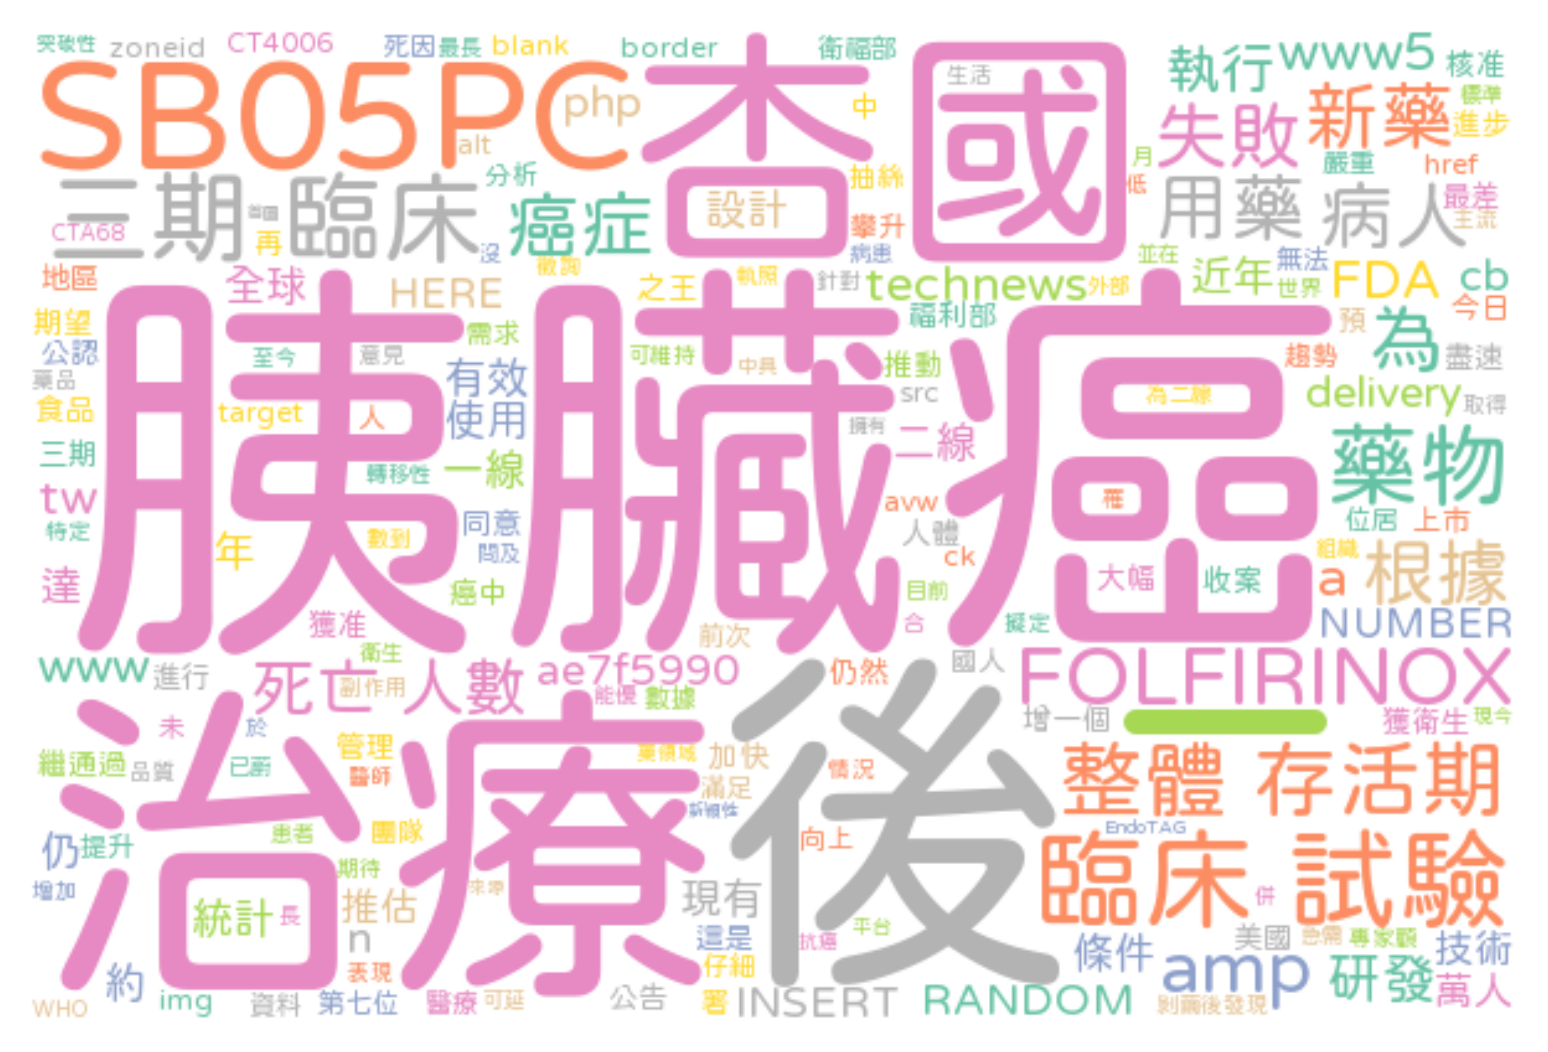 突破性 zoneid CT4006 死因 最長 blank border 衛福部
SB05PC php 杏 國 生活 執行 www5 核准
alt 中 失敗 新藥 標準 進步
三期 臨床 分析 癌症 設計 抽絲 月 低 嚴重 href
CTA68 再 沒 攀升 病患 用藥 病人 最差 主流
地區 全球 HERE 徵詢 之王 執照 針對 technews 外部 並在 近年 無法 世界 FDA cb
期望 需求 福利部 預 為 今日
公認 至今 意見 有效 可維持 中具 推動 趨勢 盡速
藥品 食品 target 人 使用 src 為二線 delivery 取得
胰臟癌
三期 轉移性 一線 擁有 二線 藥物
tw 特定 年 數到 同意 問及 avw 人體 ck 罹 位居 上市
達 癌中 目前 大幅 收案 組織 a 根據
獲准 前次 合 擬定 NUMBER
www 進行 衛生 死亡 人數 ae7f5990 仍然 國人 FOLFIRINOX
副作用 能優 數據 增一個 獲衛生 現今
未 於 管理 藥領域 加快 情況 整體 存活期
繼通過 品質 已嚴 醫師 滿足
治療 後
新穎性 EndoTAG
仍 提升 患者 團隊 向上 臨床 試驗
增加 期待 來源 現有 併
統計 長 推估 平台
n 這是 抗癌 條件 美國 急需 專家觀 技術
約 表現 仔細 amp 研發 萬人
WHO img 資料 第七位 醫療 可延 公告 署 INSERT RANDOM 剝繭後發現